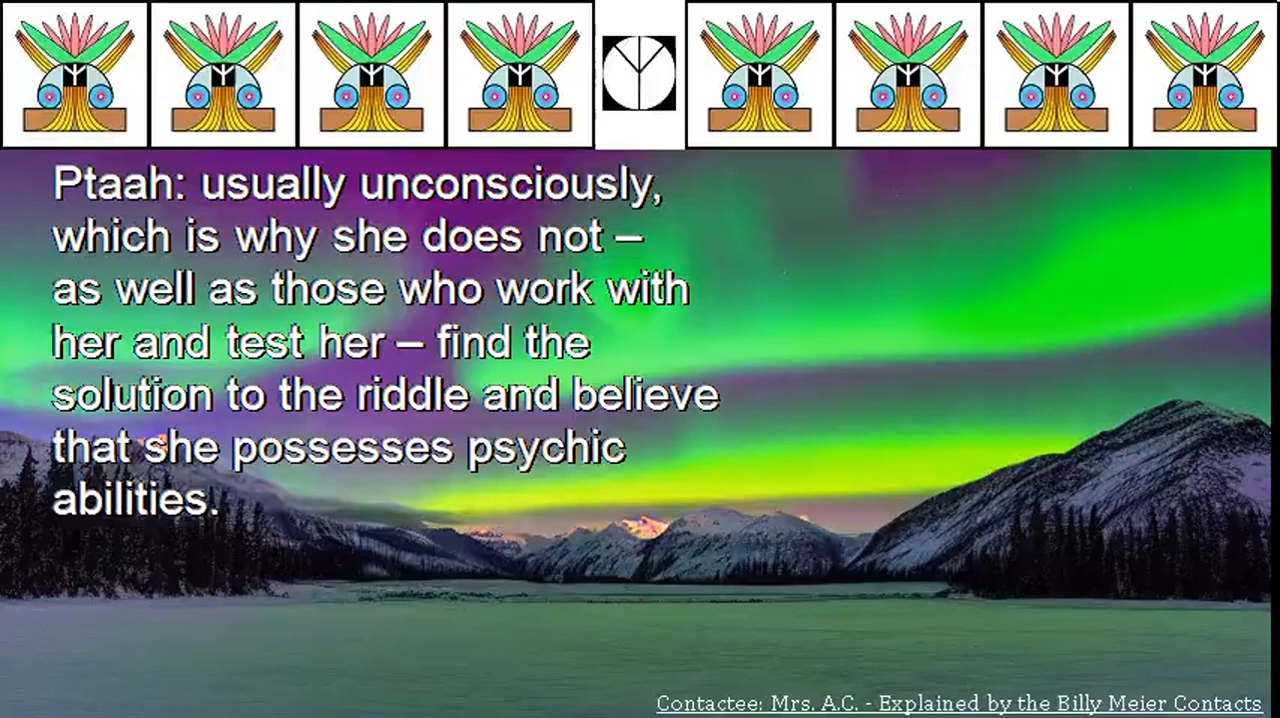 Ptaah: usually unconsciously,
which is why she does not –
as well as those who work with
her and test her – find the
solution to the riddle and believe
that she possesses psychic
abilities.
Contactee: Mrs. A.C. - Explained by the Billy Meier Contacts